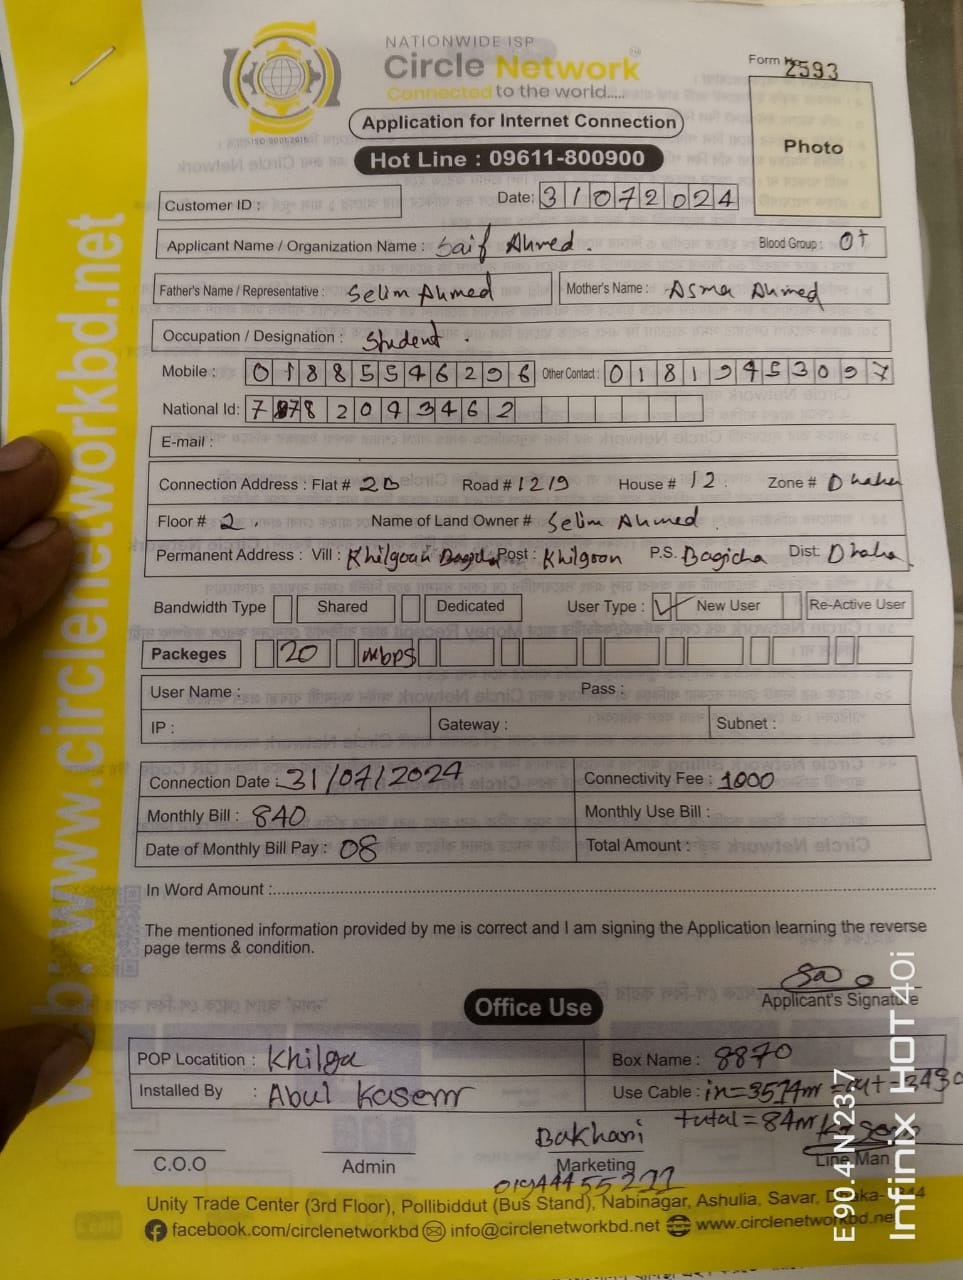 NATIONWIDE ISP
Circle Network
Connected to the world.....
Form No. 2593
Photo
Application for Internet Connection
Hot Line : 09611-800900
Customer ID :
Date: 31072024
Applicant Name / Organization Name : Saif Ahmed. Blood Group : O+
Father's Name / Representative : Selim Ahmed Mother's Name : Asma Ahmed
Occupation / Designation : Student.
Mobile : 01885546296 Other Contact : 01819453097
National Id:
E-mail :
Connection Address : Flat # 2B Road # 1219 House # 12. Zone # Dhaka
Floor # 2. Name of Land Owner # Selim Ahmed.
Permanent Address : Vill : Khilgoan Post : Khilgoan P.S. Bagicha Dist: Dhaka
Bandwidth Type Shared Dedicated User Type : ✓ New User Re-Active User
Packeges 20 mbps
User Name : Pass :
IP : Gateway : Subnet :
Connection Date : 31/07/2024 Connectivity Fee : 1000
Monthly Bill : 840 Monthly Use Bill :
Date of Monthly Bill Pay : 08 Total Amount :
In Word Amount :
The mentioned information provided by me is correct and I am signing the Application learning the reverse
page terms & condition.
Applicant's Signature
Office Use
POP Locatition : Khilga Box Name : 8870
Installed By : Abul Kasem Use Cable : in=3514m
total = 84m
Bakhani
C.O.O Admin Marketing Line Man
Unity Trade Center (3rd Floor), Pollibiddut (Bus Stand), Nabinagar, Ashulia, Savar, Dhaka-
facebook.com/circlenetworkbd info@circlenetworkbd.net www.circlenetworkbd.net
web: www.circlenetworkbd.net
Infinix HOT 40i
E:90.4 N:23.7